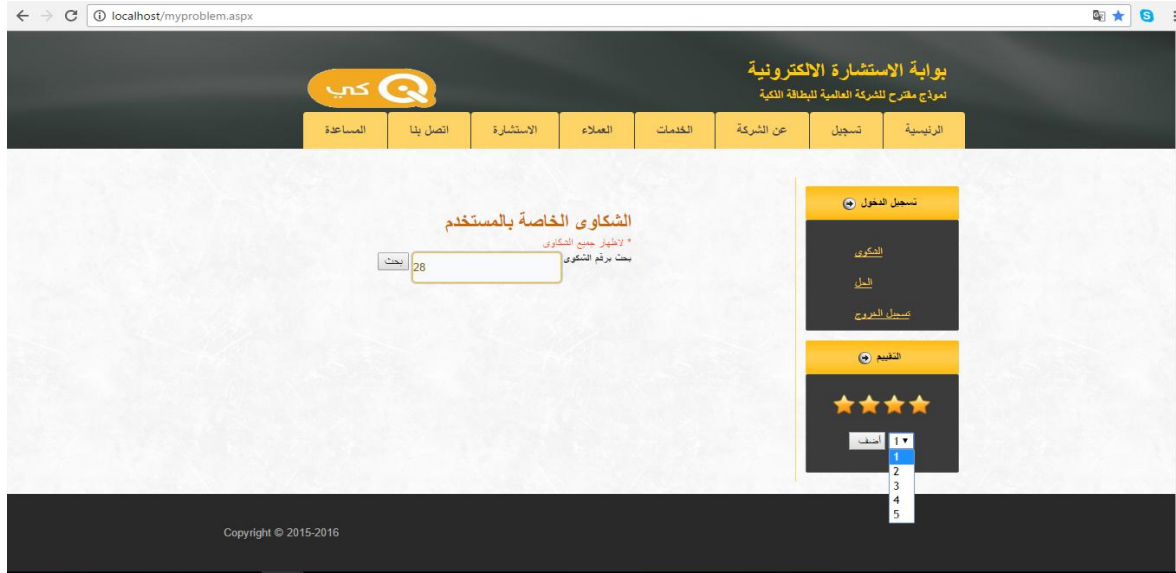 localhost/myproblem.aspx
بوابة الاستشارة الالكترونية
نموذج مقترح للشركة العالمية للبطاقة الذكية
كي
الرئيسية
تسجيل
عن الشركة
الخدمات
العملاء
الاستشارة
اتصل بنا
المساعدة
تسجيل الدخول
الشكوى
الحل
تسجيل الخروج
الشكاوى الخاصة بالمستخدم
* لاظهار جميع الشكاوى
بحث برقم الشكوى 28 بحث
التقييم
1 أضف
1
2
3
4
5
Copyright © 2015-2016